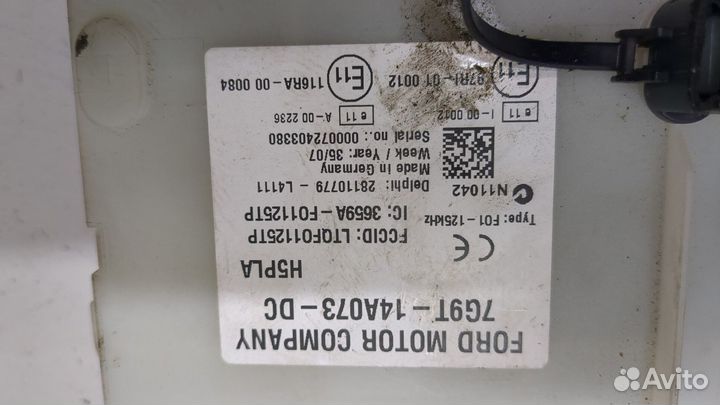 FORD MOTOR COMPANY
7G9T-14A073-DC
H5PLA
CE
FCCID: LTQF01125TP
IC: 3659A-F01125TP
Type: F01-125kHz
N11042
Delphi: 28110779-L4111
Made in Germany
Week / Year: 35/07
Serial no.: 000072403380
e11
I-00 0012
e11
A-00 2236
E11
97RI-01 0012
E11
116RA-00 0084
Avito